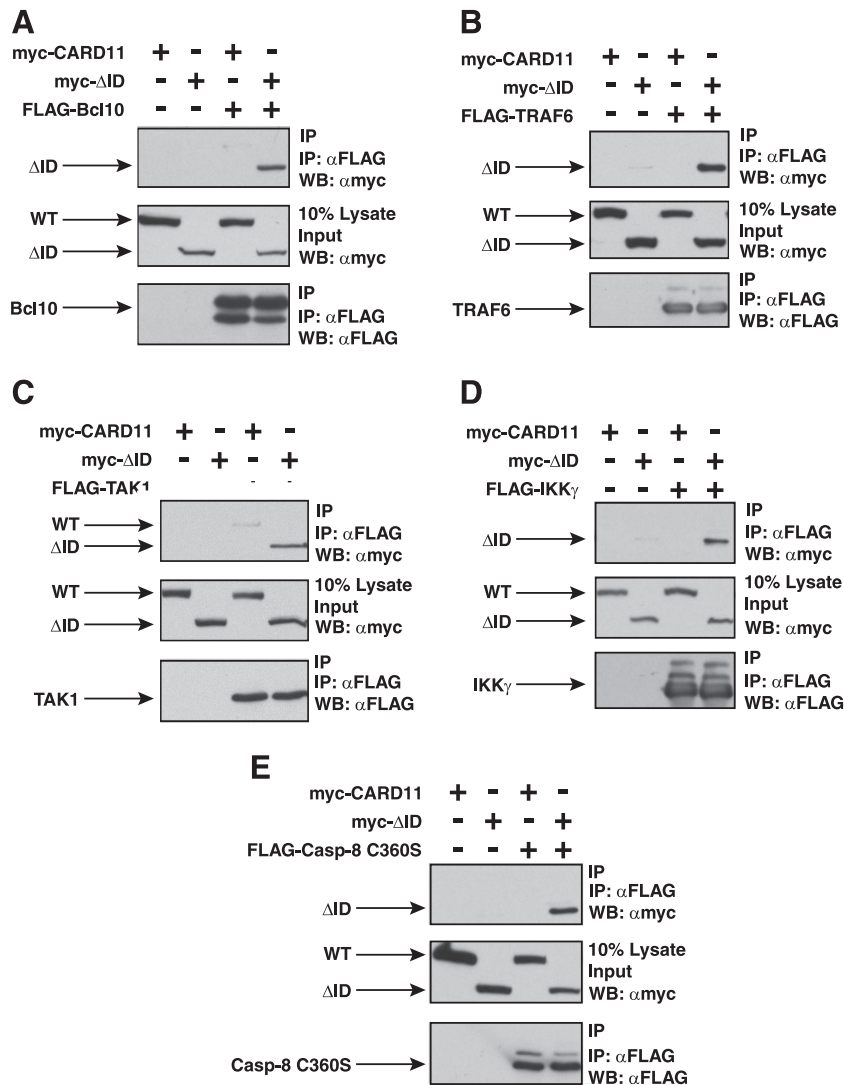 A
myc-CARD11 + - + -
myc-ΔID - + - +
FLAG-Bcl10 - - + +
IP
IP: αFLAG
ΔID
WB: αmyc
WT
10% Lysate
Input
ΔID
WB: αmyc
IP
Bcl10
IP: αFLAG
WB: αFLAG
B
myc-CARD11 + - + -
myc-ΔID - + - +
FLAG-TRAF6 - - + +
IP
IP: αFLAG
ΔID
WB: αmyc
WT
10% Lysate
Input
ΔID
WB: αmyc
IP
IP: αFLAG
TRAF6
WB: αFLAG
C
myc-CARD11 + - + -
myc-ΔID - + - +
FLAG-TAK1 - -
IP
WT
IP: αFLAG
ΔID
WB: αmyc
WT
10% Lysate
Input
ΔID
WB: αmyc
IP
IP: αFLAG
TAK1
WB: αFLAG
D
myc-CARD11 + - + -
myc-ΔID - + - +
FLAG-IKKγ - - + +
IP
IP: αFLAG
ΔID
WB: αmyc
WT
10% Lysate
Input
ΔID
WB: αmyc
IP
IKKγ
IP: αFLAG
WB: αFLAG
E
myc-CARD11 + - + -
myc-ΔID - + - +
FLAG-Casp-8 C360S - - + +
IP
IP: αFLAG
ΔID
WB: αmyc
WT
10% Lysate
Input
ΔID
WB: αmyc
IP
IP: αFLAG
Casp-8 C360S
WB: αFLAG